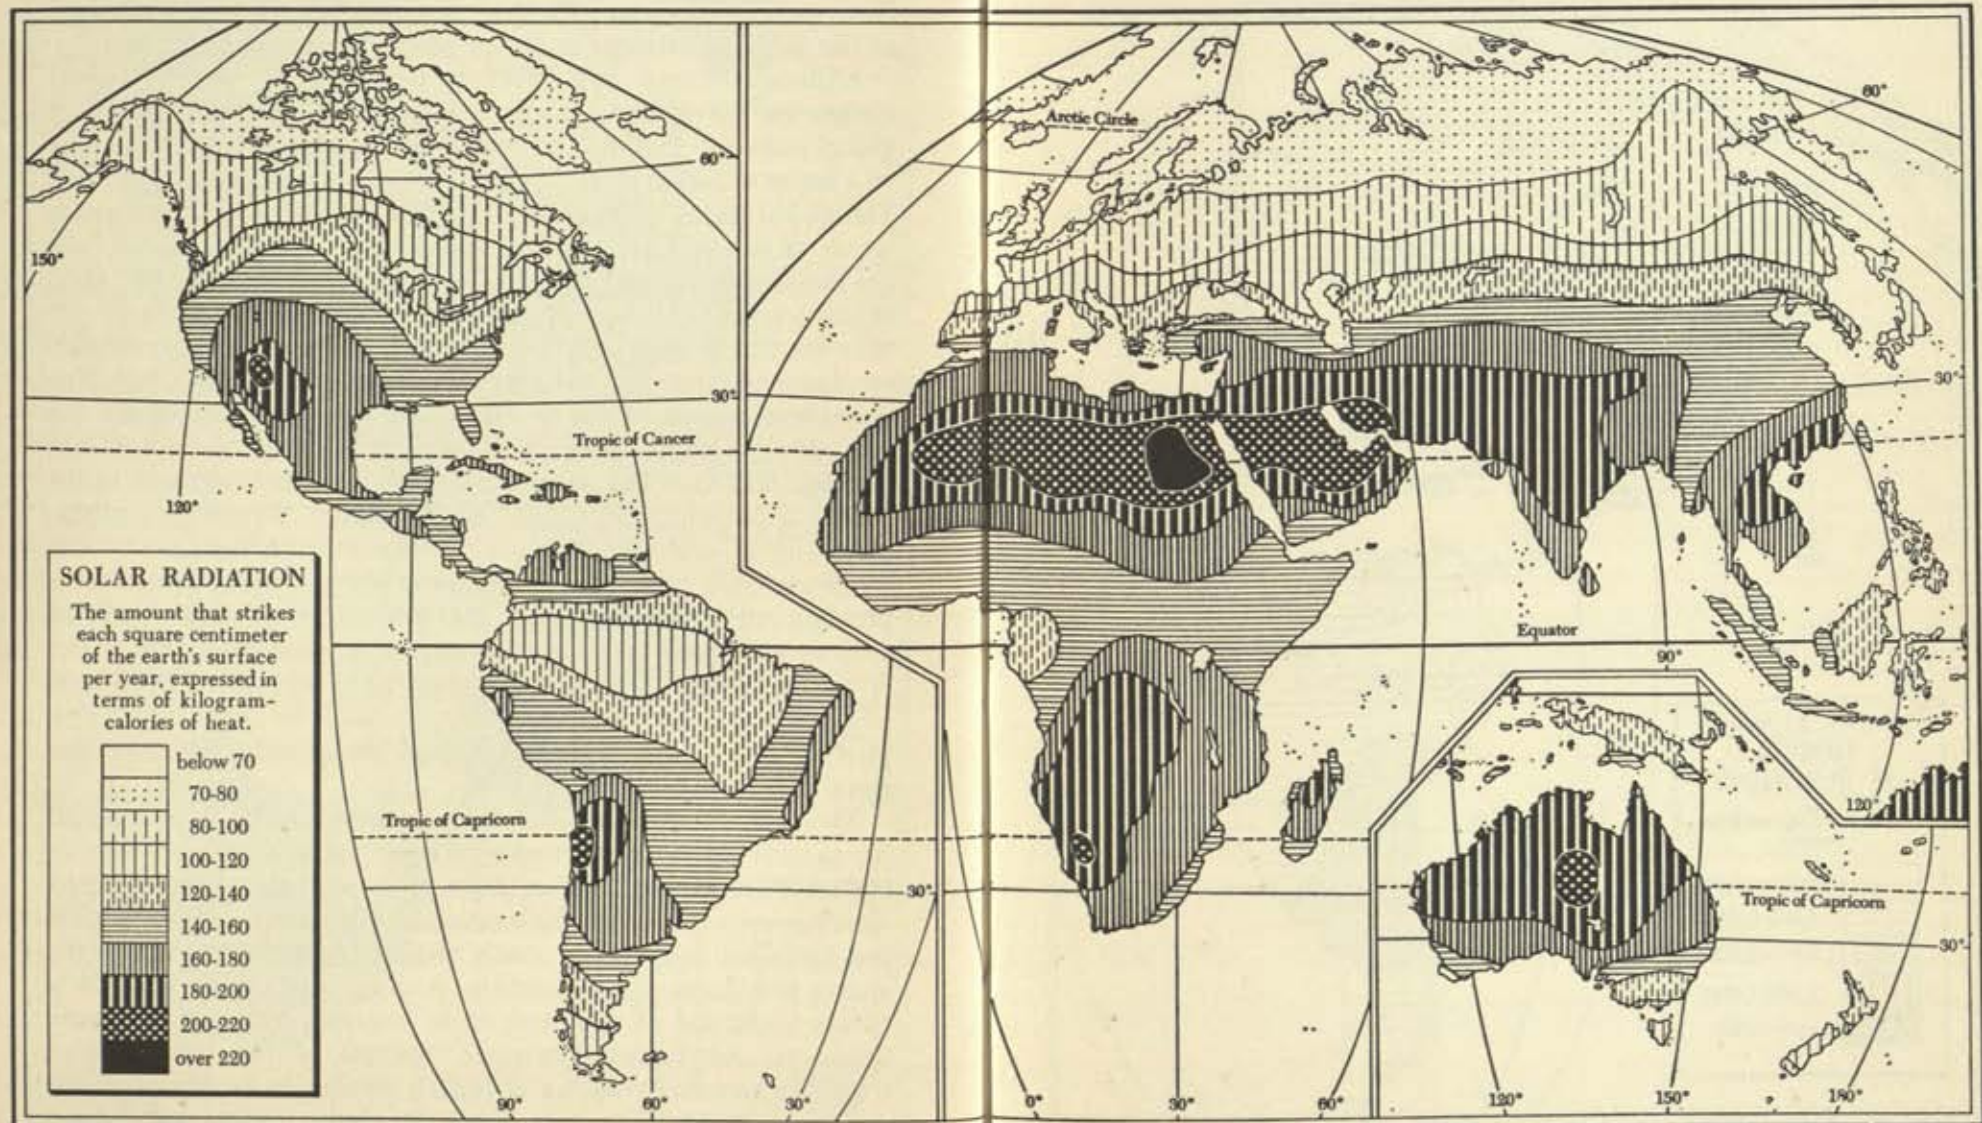 Arctic Circle
60°
60°
150°
30°
30°
Tropic of Cancer
120°
SOLAR RADIATION
The amount that strikes
each square centimeter
of the earth's surface
per year, expressed in
terms of kilogram-
calories of heat.
below 70
70-80
80-100
100-120
120-140
140-160
160-180
180-200
200-220
over 220
Equator
90°
120°
Tropic of Capricorn
30°
Tropic of Capricorn
30°
90°
60°
30°
0°
30°
60°
120°
150°
180°